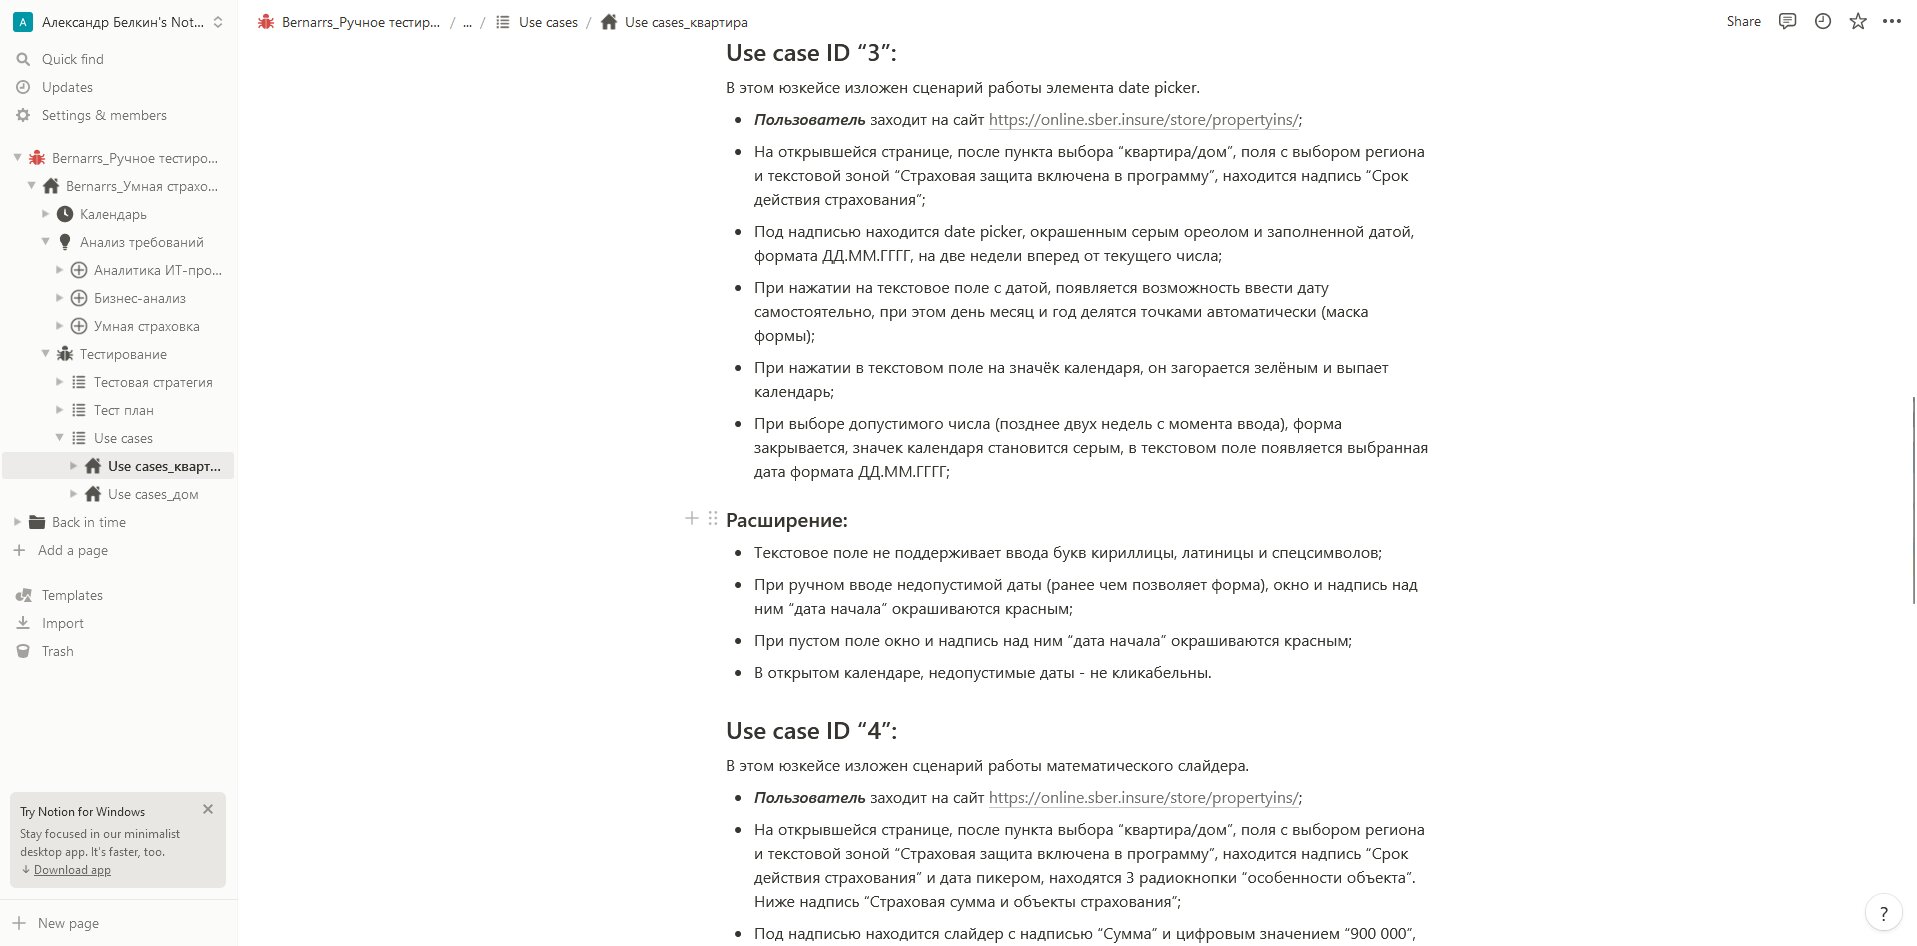 A Александр Белкин's Not...
Quick find
Updates
Settings & members
Bernarrs_Ручное тестиро...
Bernarrs_Умная страхо...
Календарь
Анализ требований
Аналитика ИТ-про...
Бизнес-анализ
Умная страховка
Тестирование
Тестовая стратегия
Тест план
Use cases
Use cases_кварт...
Use cases_дом
Back in time
Add a page
Templates
Import
Trash
Try Notion for Windows
Stay focused in our minimalist
desktop app. It's faster, too.
↓ Download app
New page
Bernarrs_Ручное тестир... / ... / Use cases / Use cases_квартира
Share
Use case ID “3”:
В этом юзкейсе изложен сценарий работы элемента date picker.
• Пользователь заходит на сайт https://online.sber.insure/store/propertyins/;
• На открывшейся странице, после пункта выбора “квартира/дом”, поля с выбором региона
и текстовой зоной “Страховая защита включена в программу”, находится надпись “Срок
действия страхования”;
• Под надписью находится date picker, окрашенным серым ореолом и заполненной датой,
формата ДД.ММ.ГГГГ, на две недели вперед от текущего числа;
• При нажатии на текстовое поле с датой, появляется возможность ввести дату
самостоятельно, при этом день месяц и год делятся точками автоматически (маска
формы);
• При нажатии в текстовом поле на значёк календаря, он загорается зелёным и выпает
календарь;
• При выборе допустимого числа (позднее двух недель с момента ввода), форма
закрывается, значек календаря становится серым, в текстовом поле появляется выбранная
дата формата ДД.ММ.ГГГГ;
Расширение:
• Текстовое поле не поддерживает ввода букв кириллицы, латиницы и спецсимволов;
• При ручном вводе недопустимой даты (ранее чем позволяет форма), окно и надпись над
ним “дата начала” окрашиваются красным;
• При пустом поле окно и надпись над ним “дата начала” окрашиваются красным;
• В открытом календаре, недопустимые даты - не кликабельны.
Use case ID “4”:
В этом юзкейсе изложен сценарий работы математического слайдера.
• Пользователь заходит на сайт https://online.sber.insure/store/propertyins/;
• На открывшейся странице, после пункта выбора “квартира/дом”, поля с выбором региона
и текстовой зоной “Страховая защита включена в программу”, находится надпись “Срок
действия страхования” и дата пикером, находятся 3 радиокнопки “особенности объекта“.
Ниже надпись “Страховая сумма и объекты страхования”;
• Под надписью находится слайдер с надписью “Сумма” и цифровым значением “900 000”,
?